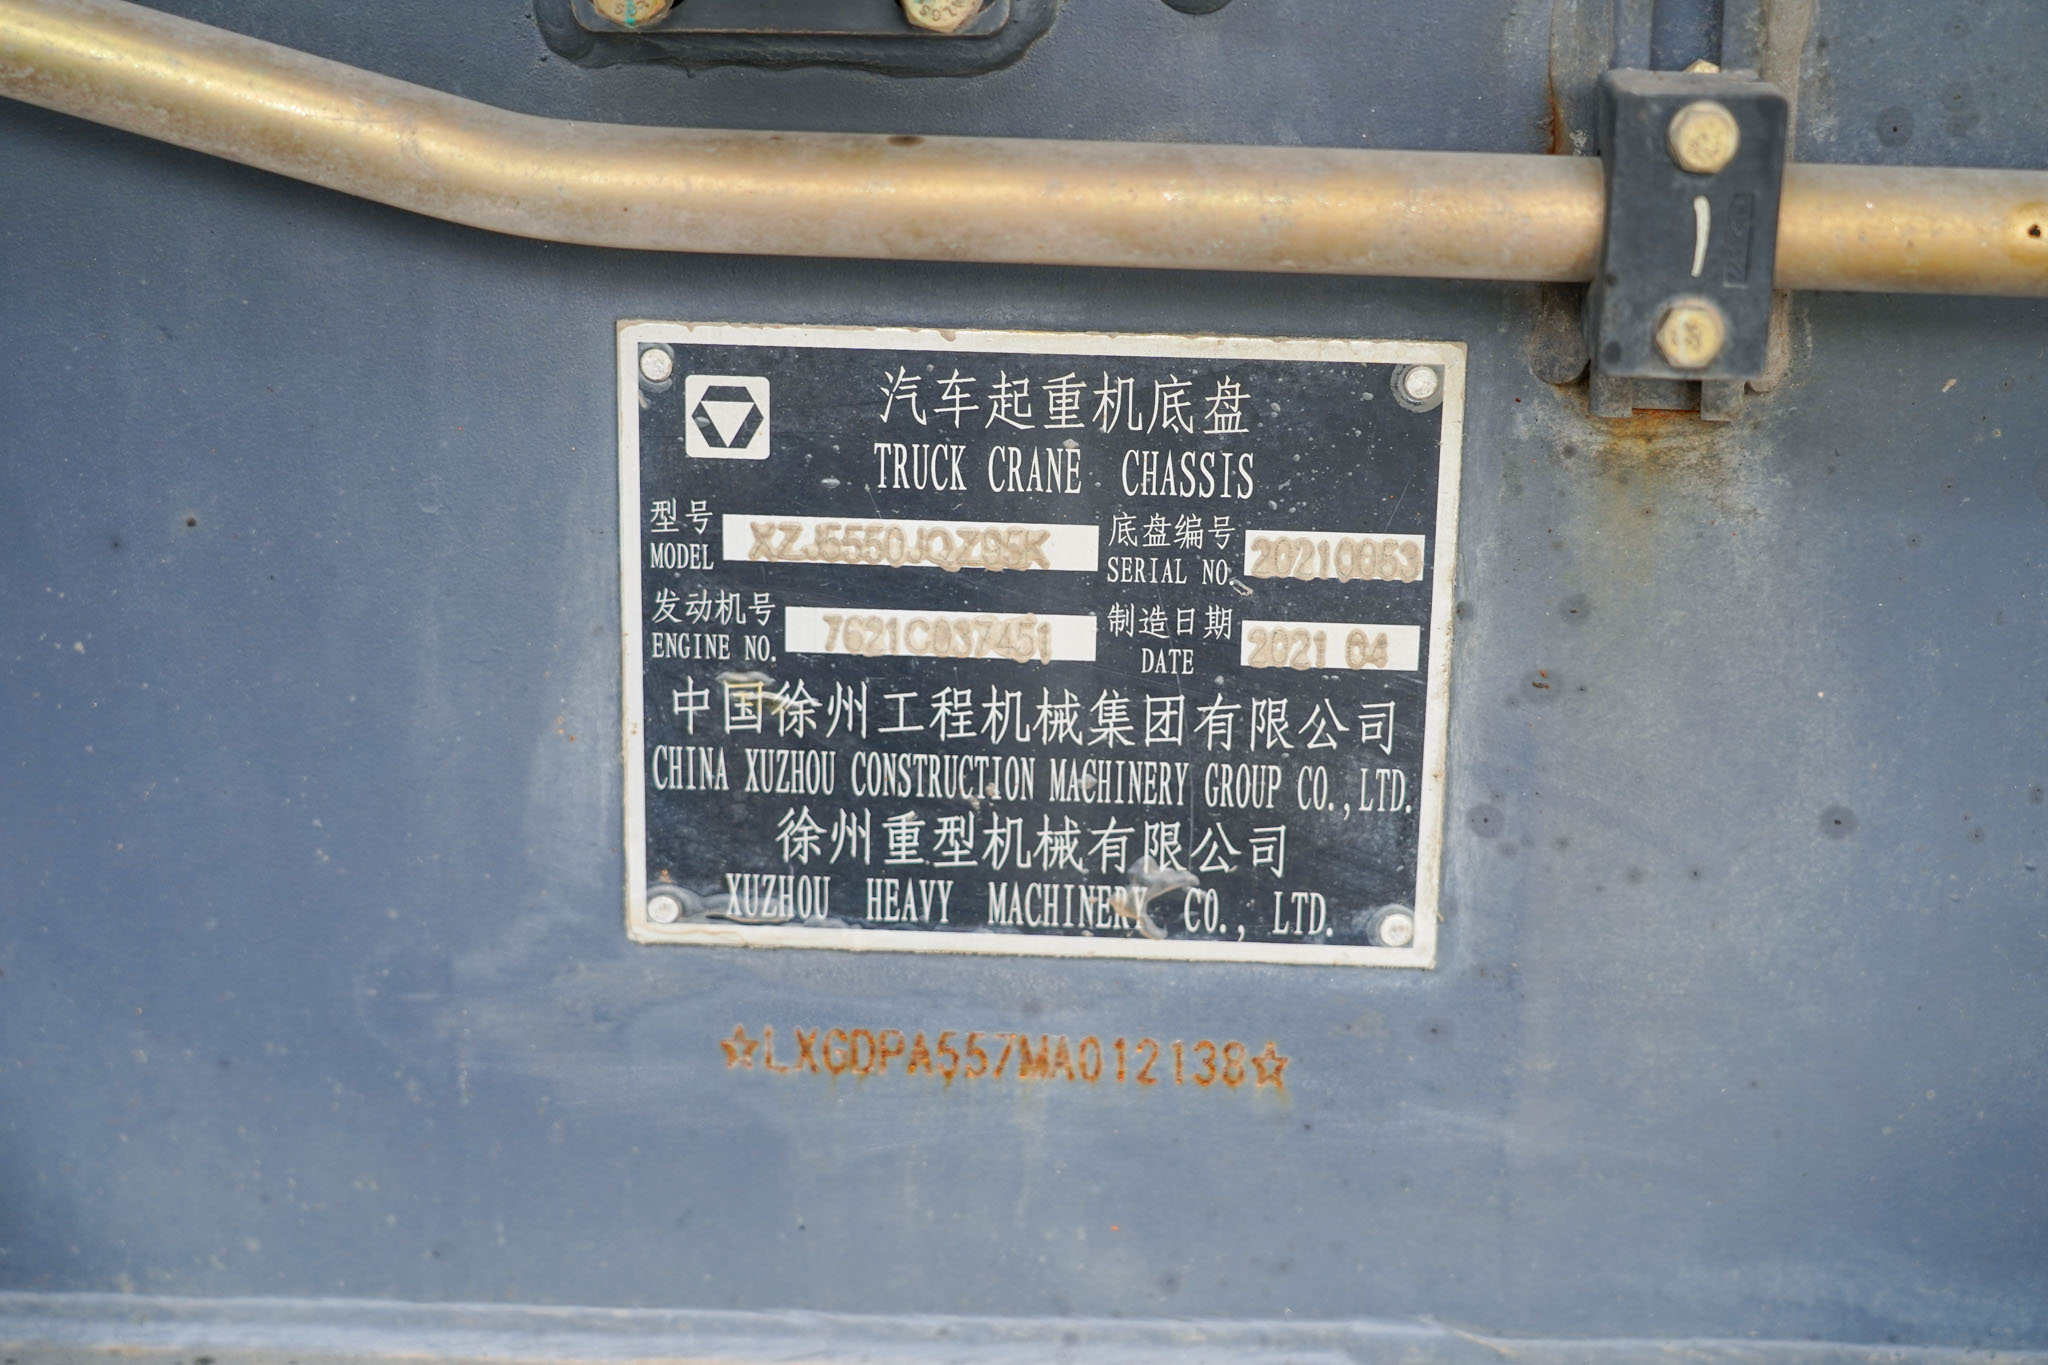 汽车起重机底盘
TRUCK CRANE CHASSIS
型号
MODEL XZJ5550JQZ95K
底盘编号
SERIAL NO. 20210853
发动机号
ENGINE NO. 7621C037451
制造日期
DATE 2021 04
中国徐州工程机械集团有限公司
CHINA XUZHOU CONSTRUCTION MACHINERY GROUP CO.,LTD.
徐州重型机械有限公司
XUZHOU HEAVY MACHINERY CO., LTD.
☆LXGDPA557MA012138☆